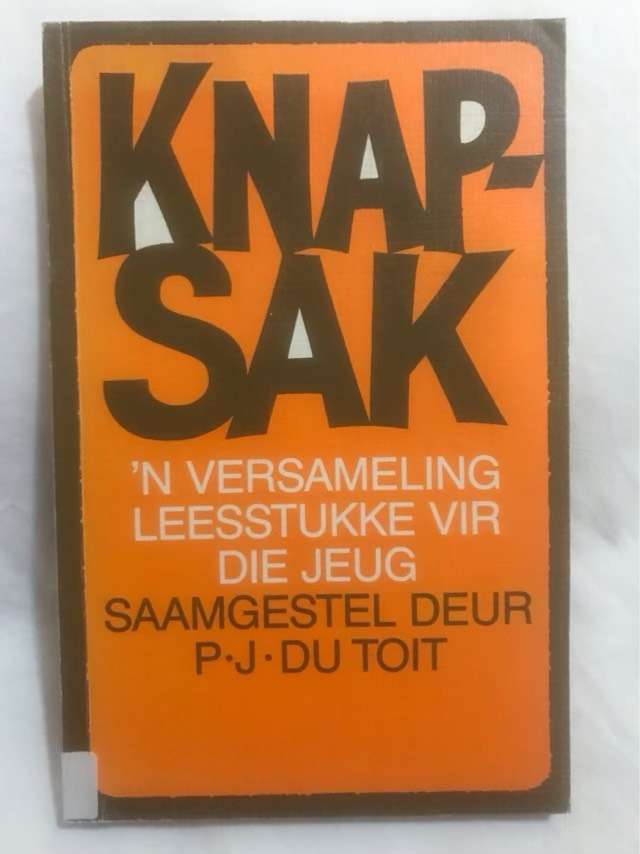 KNAP-
SAK
'N VERSAMELING
LEESSTUKKE VIR
DIE JEUG
SAAMGESTEL DEUR
P·J·DU TOIT